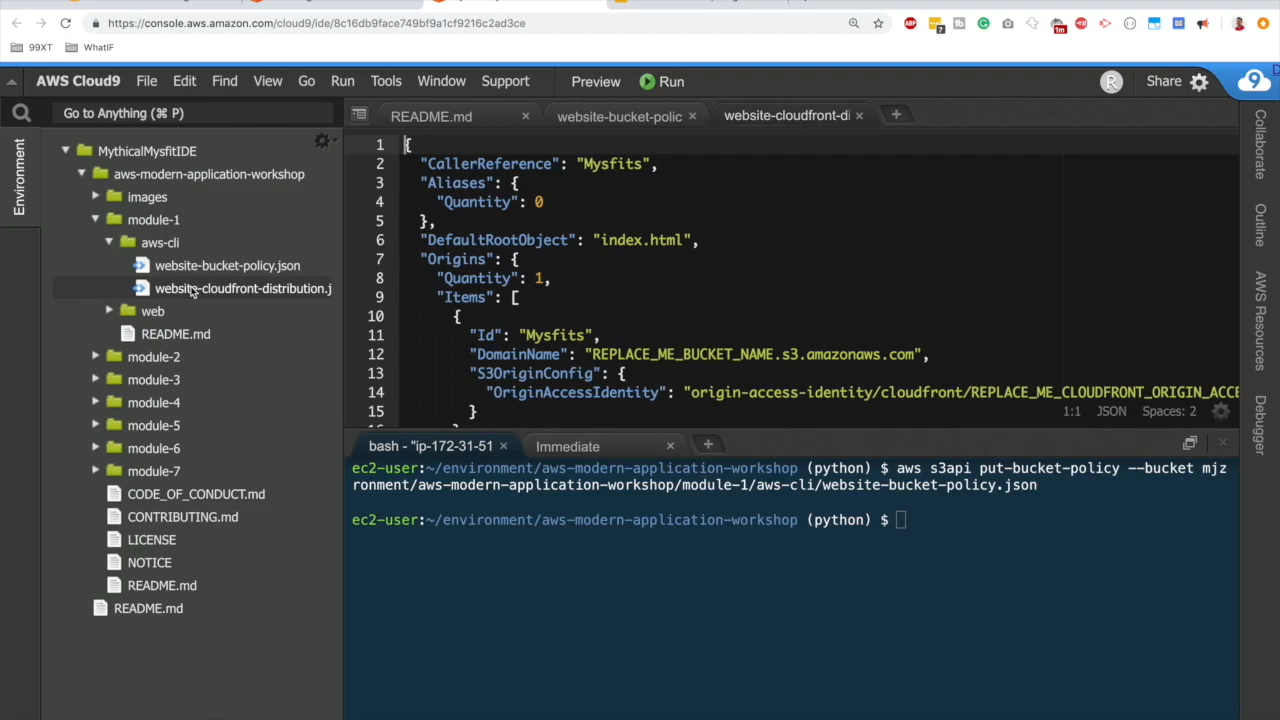 https://console.aws.amazon.com/cloud9/ide/8c16db9face749bf9a1cf9216c2ad3ce
7
1m
99XT
WhatIF
AWS Cloud9
File
Edit
Find
View
Go
Run
Tools
Window
Support
Preview
Run
R
Share
9
Go to Anything (⌘ P)
README.md
website-bucket-polic
website-cloudfront-di
Environment
MythicalMysfitIDE
aws-modern-application-workshop
images
module-1
aws-cli
website-bucket-policy.json
website-cloudfront-distribution.j
web
README.md
module-2
module-3
module-4
module-5
module-6
module-7
CODE_OF_CONDUCT.md
CONTRIBUTING.md
LICENSE
NOTICE
README.md
README.md
1 {
2 "CallerReference": "Mysfits",
3 "Aliases": {
4 "Quantity": 0
5 },
6 "DefaultRootObject": "index.html",
7 "Origins": {
8 "Quantity": 1,
9 "Items": [
10 {
11 "Id": "Mysfits",
12 "DomainName": "REPLACE_ME_BUCKET_NAME.s3.amazonaws.com",
13 "S3OriginConfig": {
14 "OriginAccessIdentity": "origin-access-identity/cloudfront/REPLACE_ME_CLOUDFRONT_ORIGIN_ACCE
15 }
1:1 JSON Spaces: 2
bash - "ip-172-31-51
Immediate
ec2-user:~/environment/aws-modern-application-workshop (python) $ aws s3api put-bucket-policy --bucket mjz
ronment/aws-modern-application-workshop/module-1/aws-cli/website-bucket-policy.json
ec2-user:~/environment/aws-modern-application-workshop (python) $
Collaborate
Outline
AWS Resources
Debugger